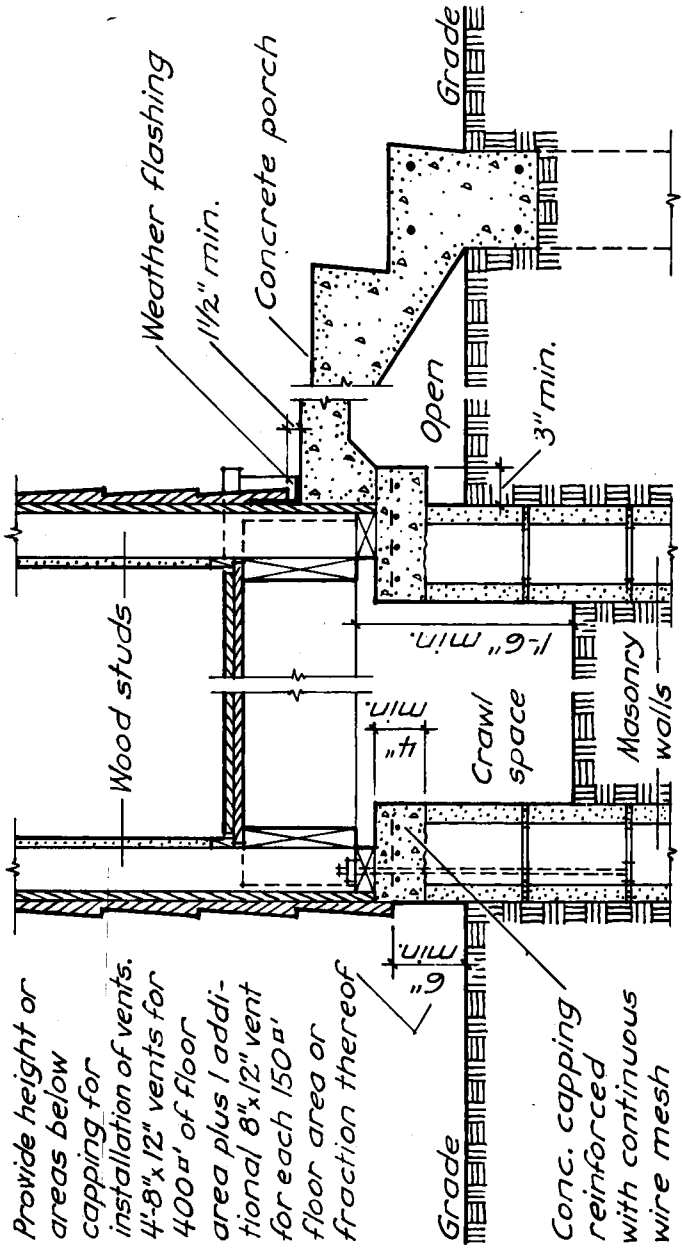 Provide height or
areas below
capping for
installation of vents.
4-8"x12" vents for
400□' of floor
area plus 1 addi-
tional 8"x12" vent
for each 150□'
floor area or
fraction thereof
Wood studs
Weather flashing
1 1/2" min.
Concrete porch
Grade
6"
min.
4"
min.
1'-6" min.
Crawl
space
Open
3" min.
Grade
Conc. capping
reinforced
with continuous
wire mesh
Masonry
walls